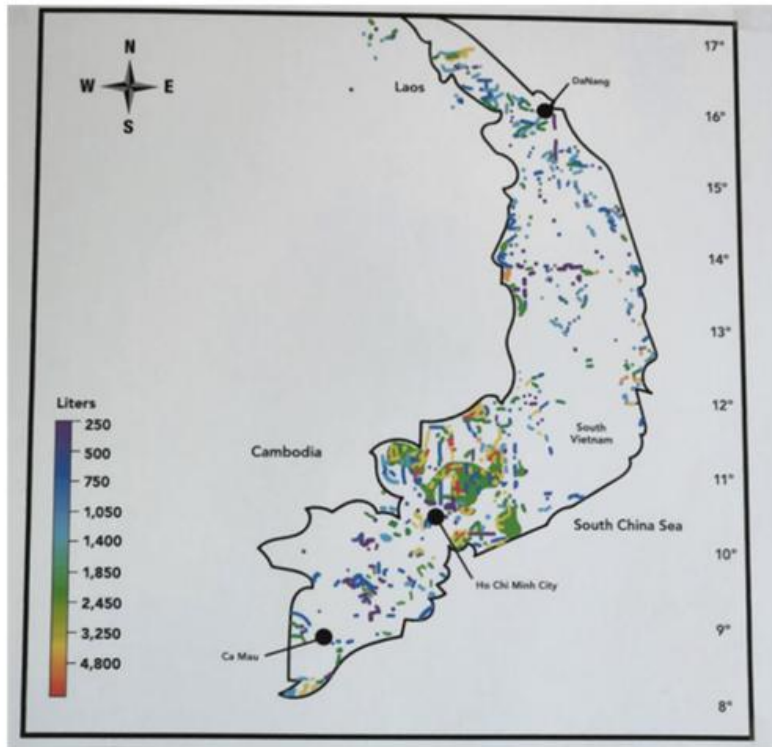 N
W E
S
17°
DaNang
Laos
16°
15°
14°
13°
Liters
250
500
750
1,050
1,400
1,850
2,450
3,250
4,800
12°
South
Vietnam
Cambodia
11°
South China Sea
10°
Ho Chi Minh City
9°
Ca Mau
8°